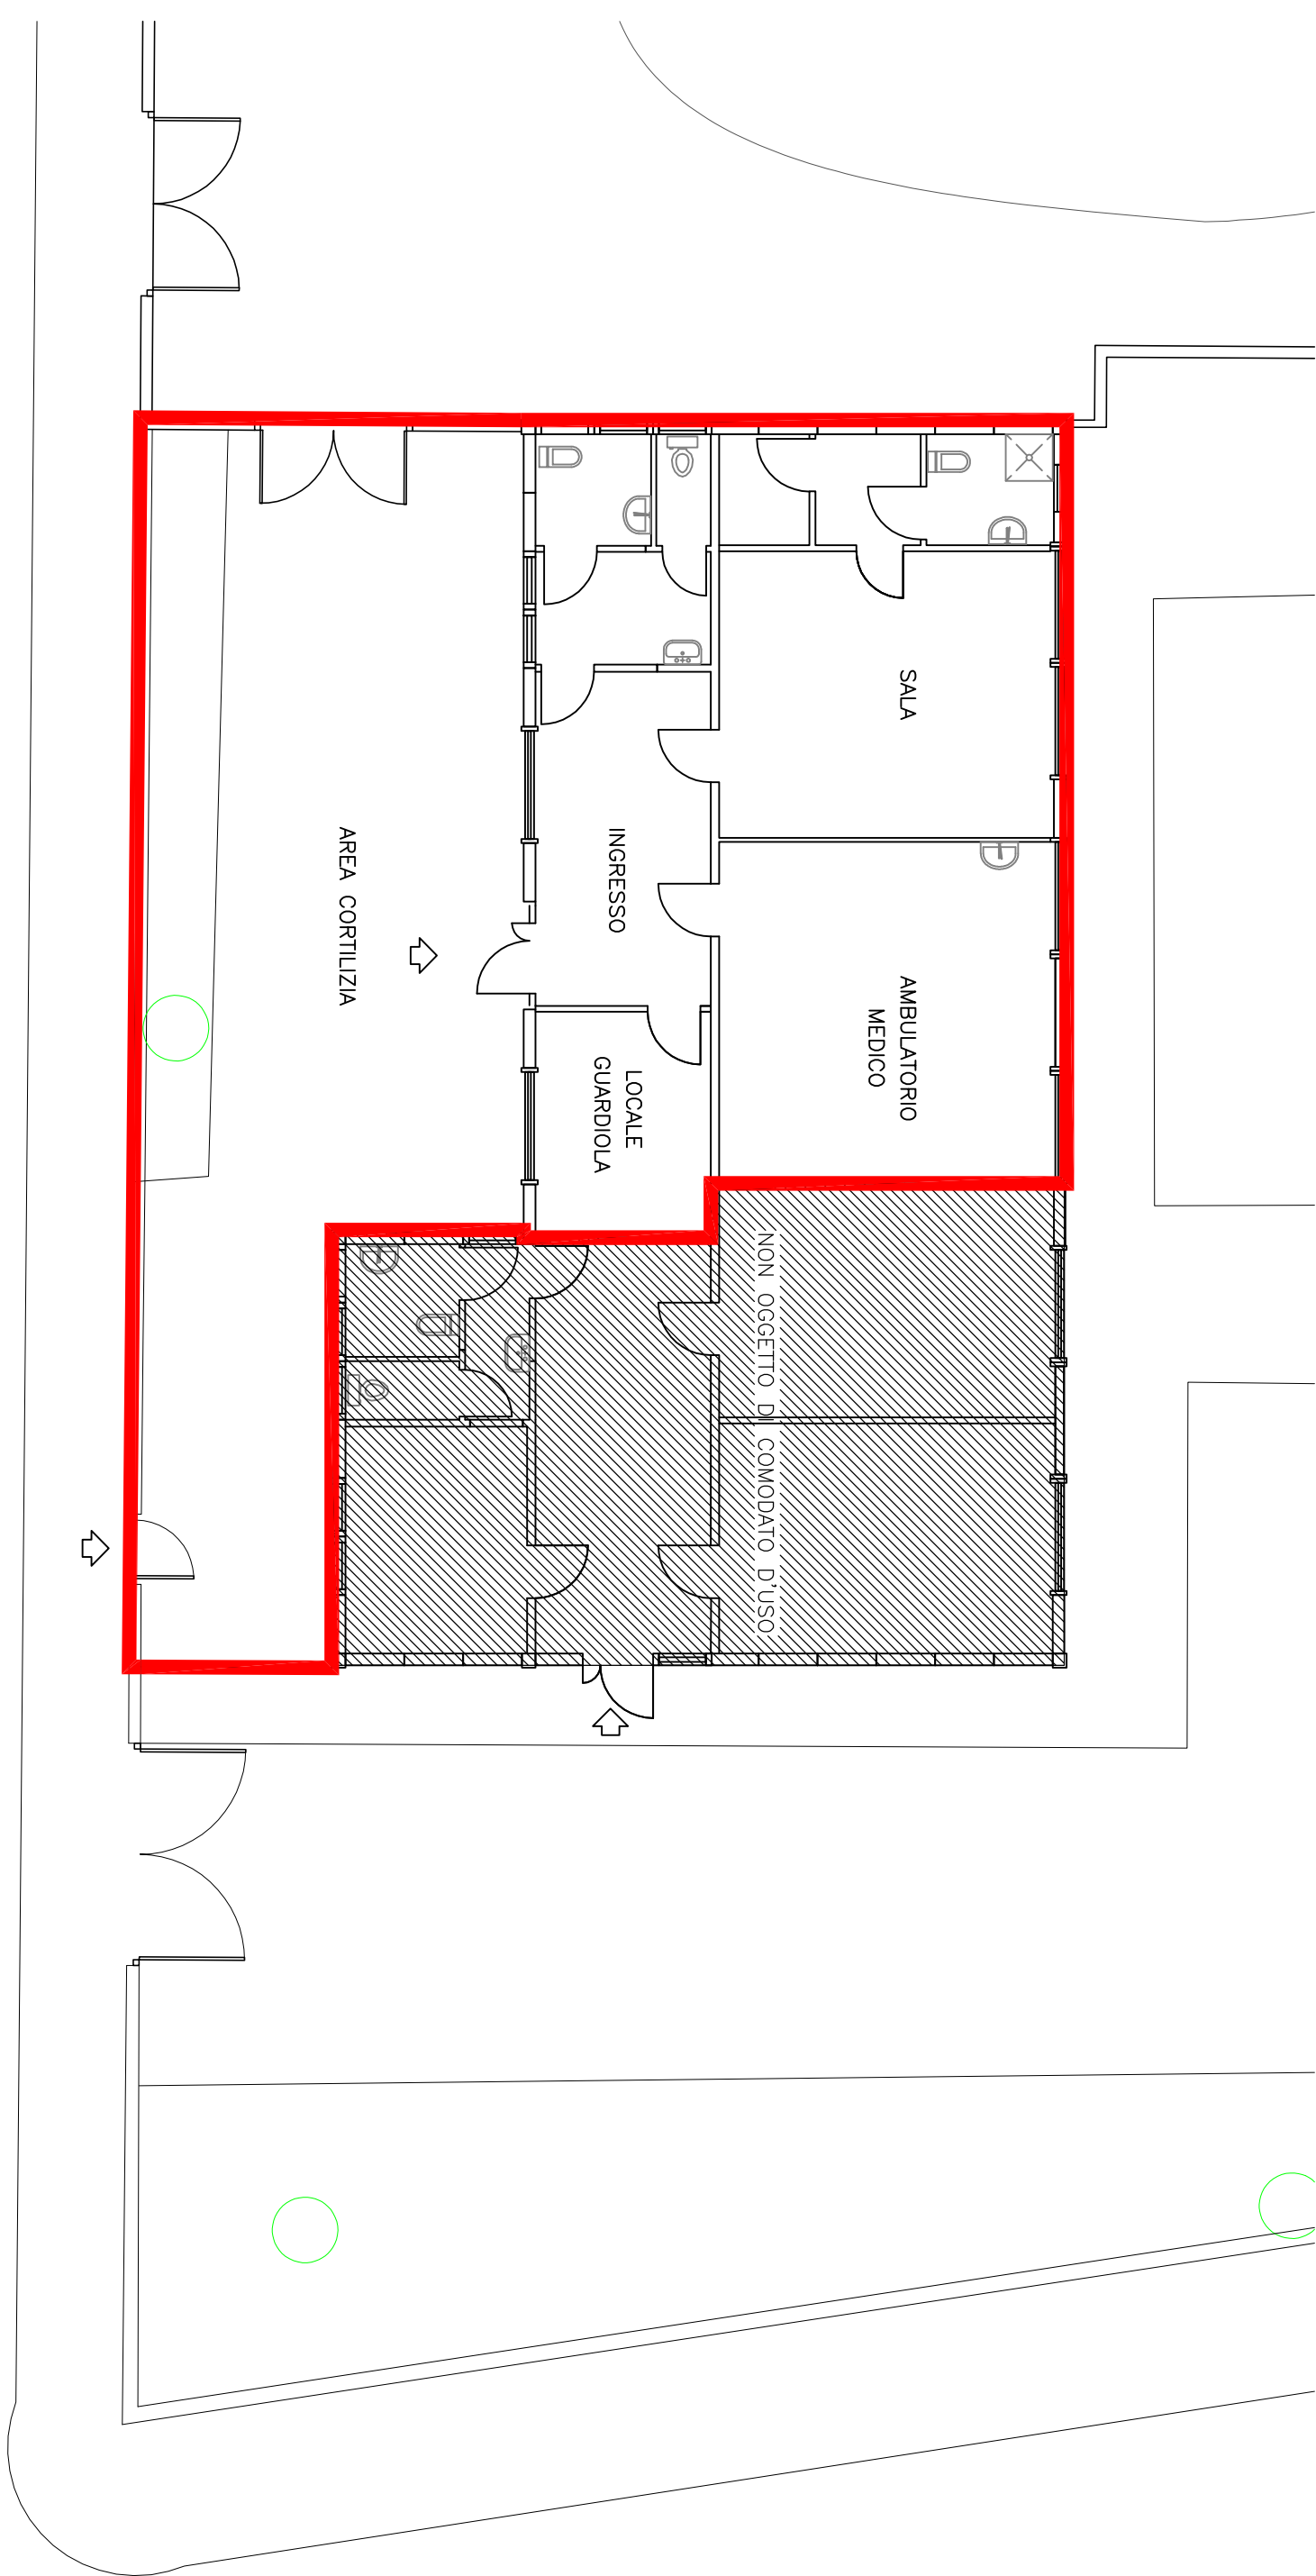 SALA
AMBULATORIO
MEDICO
INGRESSO
LOCALE
GUARDIOLA
AREA CORTILIZIA
NON OGGETTO DI COMODATO D'USO